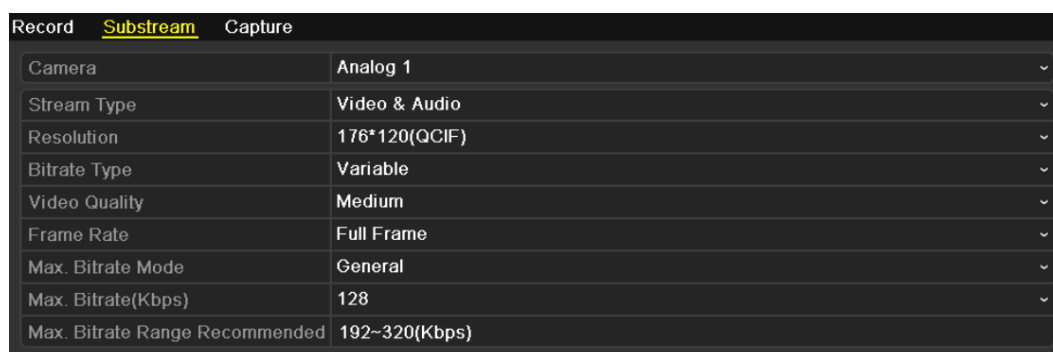 Record Substream Capture
Camera Analog 1
Stream Type Video & Audio
Resolution 176*120(QCIF)
Bitrate Type Variable
Video Quality Medium
Frame Rate Full Frame
Max. Bitrate Mode General
Max. Bitrate(Kbps) 128
Max. Bitrate Range Recommended 192~320(Kbps)